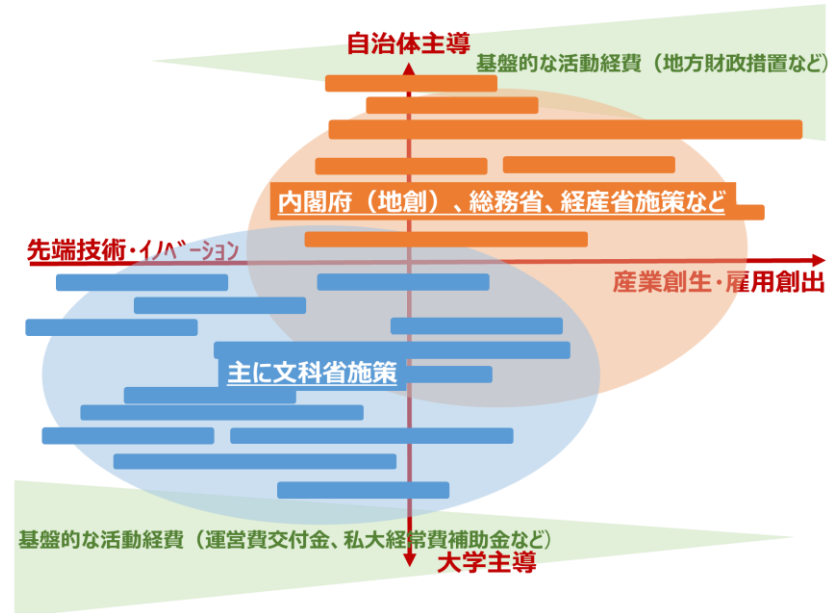 自治体主導
基盤的な活動経費（地方財政措置など）
内閣府（地創）、総務省、経産省施策など
先端技術・ｲﾉﾍﾞｰｼｮﾝ
産業創生・雇用創出
主に文科省施策
基盤的な活動経費（運営費交付金、私大経常費補助金など）
大学主導